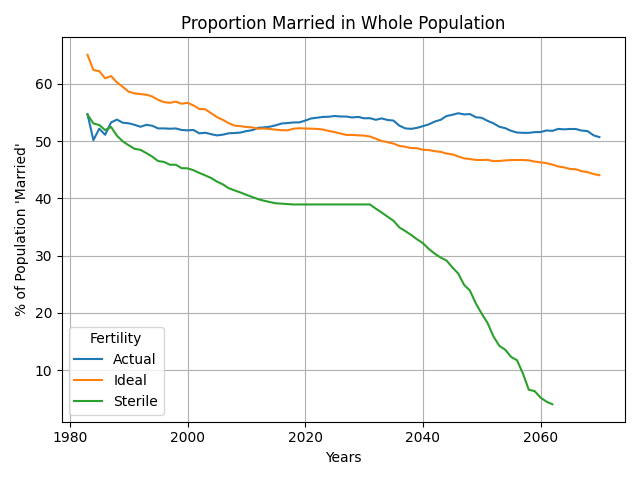 Proportion Married in Whole Population
% of Population 'Married'
60
50
40
30
20
10
Fertility
Actual
Ideal
Sterile
1980 2000 2020 2040 2060
Years